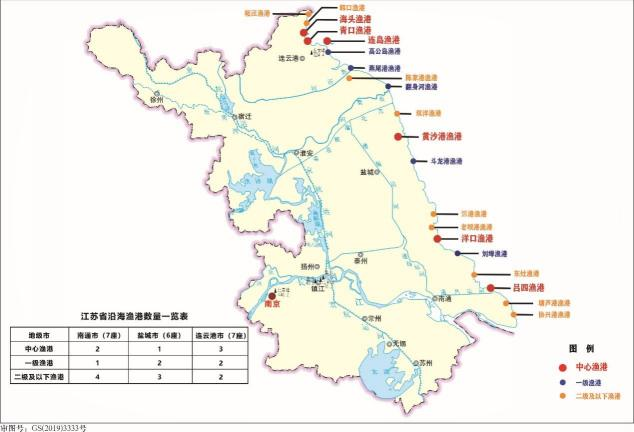 韩口渔港
柘汪渔港
海头渔港
青口渔港
连岛渔港
高公岛渔港
连云港
燕尾港渔港
陈家港渔港
翻身河渔港
徐州
宿迁
双洋渔港
黄沙港渔港
淮安
斗龙港渔港
盐城
老坝港渔港
洋口渔港
刘埠渔港
扬州
泰州
东灶渔港
镇江
吕四渔港
南京
南通
葫芦港渔港
协兴港渔港
常州
无锡
苏州
太湖
江苏省沿海渔港数量一览表
地级市 南通市（7座） 盐城市（6座） 连云港市（7座）
中心渔港 2 1 3
一级渔港 1 2 2
二级及以下渔港 4 3 2
图 例
中心渔港
一级渔港
二级及以下渔港
审图号：GS(2019)3333号